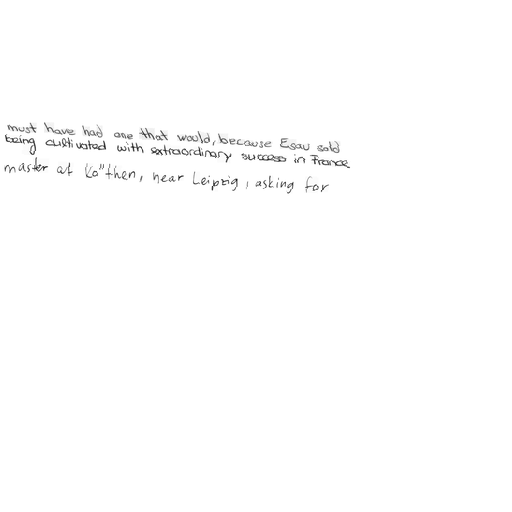 must have had one that would, because Esau sold
being cultivated with extraordinary success in France
master at Ko"then, near Leipzig, asking for